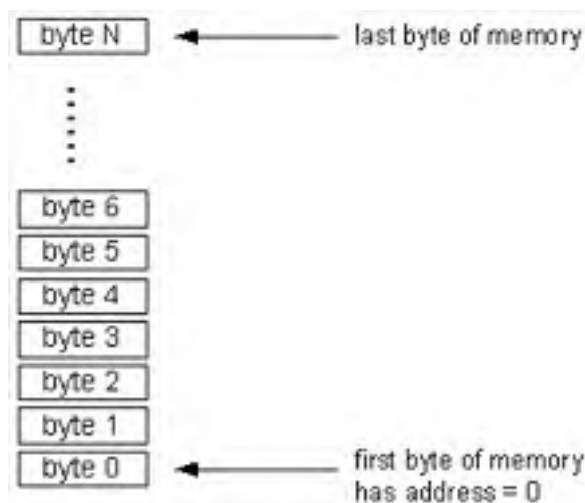 byte N
last byte of memory
byte 6
byte 5
byte 4
byte 3
byte 2
byte 1
byte 0
first byte of memory
has address = 0